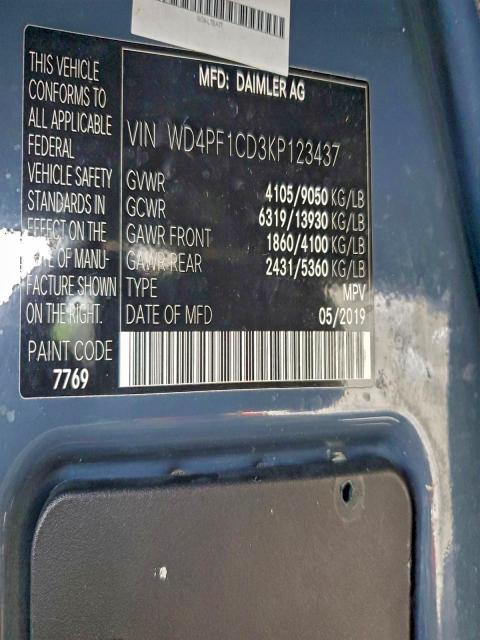 MFD: DAIMLER AG
THIS VEHICLE
CONFORMS TO
ALL APPLICABLE
FEDERAL
VEHICLE SAFETY
STANDARDS IN
EFFECT ON THE
DATE OF MANU-
FACTURE SHOWN
ON THE RIGHT.
PAINT CODE
7769
VIN WD4PF1CD3KP123437
GVWR 4105/9050 KG/LB
GCWR 6319/13930 KG/LB
GAWR FRONT 1860/4100 KG/LB
GAWR REAR 2431/5360 KG/LB
TYPE MPV
DATE OF MFD 05/2019